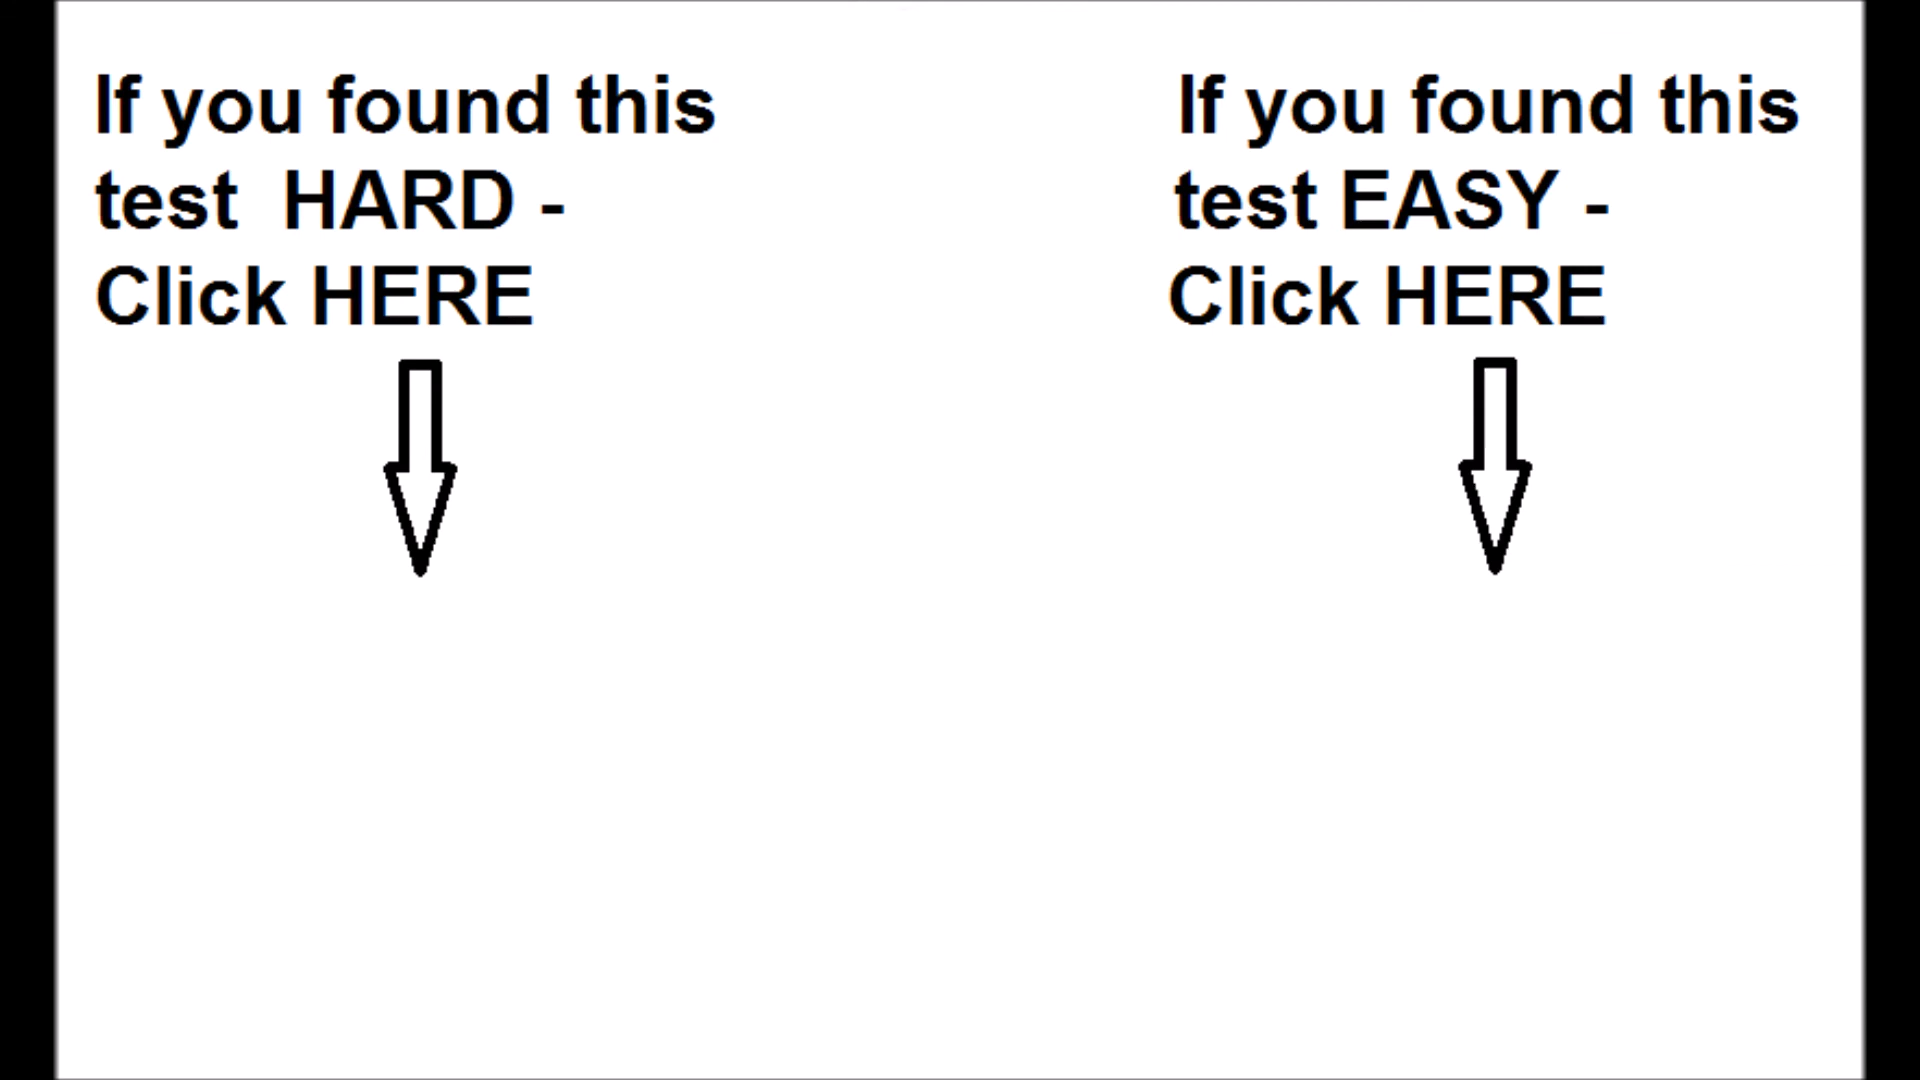 If you found this
test  HARD -
Click HERE
If you found this
test EASY -
Click HERE